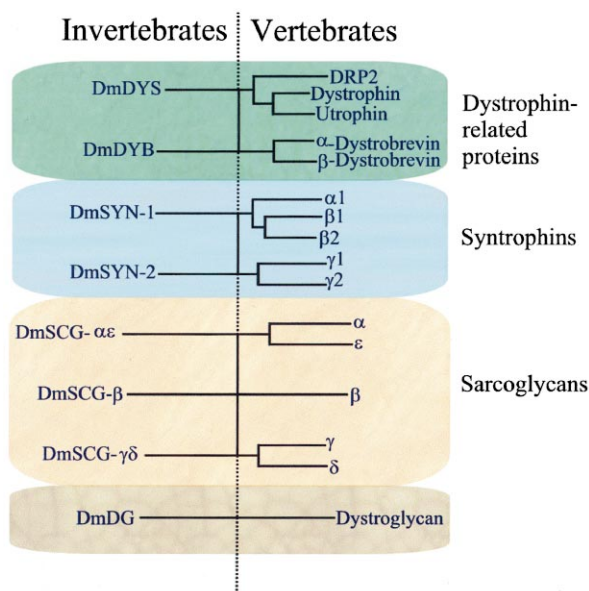 Invertebrates Vertebrates
DmDYS
DRP2
Dystrophin
Utrophin
Dystrophin-
related
proteins
DmDYB
α-Dystrobrevin
β-Dystrobrevin
DmSYN-1
α1
β1
β2
Syntrophins
DmSYN-2
γ1
γ2
DmSCG-αε
α
ε
DmSCG-β
β
Sarcoglycans
DmSCG-γδ
γ
δ
DmDG
Dystroglycan